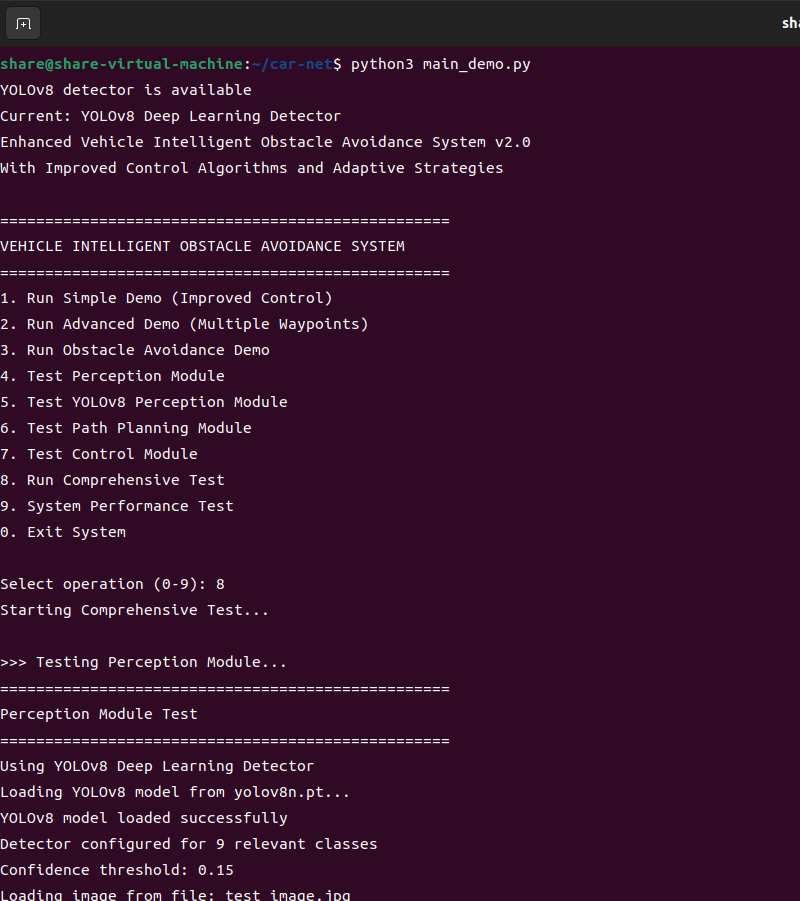 sha
share@share-virtual-machine:~/car-net$ python3 main_demo.py
YOLOv8 detector is available
Current: YOLOv8 Deep Learning Detector
Enhanced Vehicle Intelligent Obstacle Avoidance System v2.0
With Improved Control Algorithms and Adaptive Strategies
==================================================
VEHICLE INTELLIGENT OBSTACLE AVOIDANCE SYSTEM
==================================================
1. Run Simple Demo (Improved Control)
2. Run Advanced Demo (Multiple Waypoints)
3. Run Obstacle Avoidance Demo
4. Test Perception Module
5. Test YOLOv8 Perception Module
6. Test Path Planning Module
7. Test Control Module
8. Run Comprehensive Test
9. System Performance Test
0. Exit System
Select operation (0-9): 8
Starting Comprehensive Test...
>>> Testing Perception Module...
==================================================
Perception Module Test
==================================================
Using YOLOv8 Deep Learning Detector
Loading YOLOv8 model from yolov8n.pt...
YOLOv8 model loaded successfully
Detector configured for 9 relevant classes
Confidence threshold: 0.15
Loading image from file: test_image.jpg